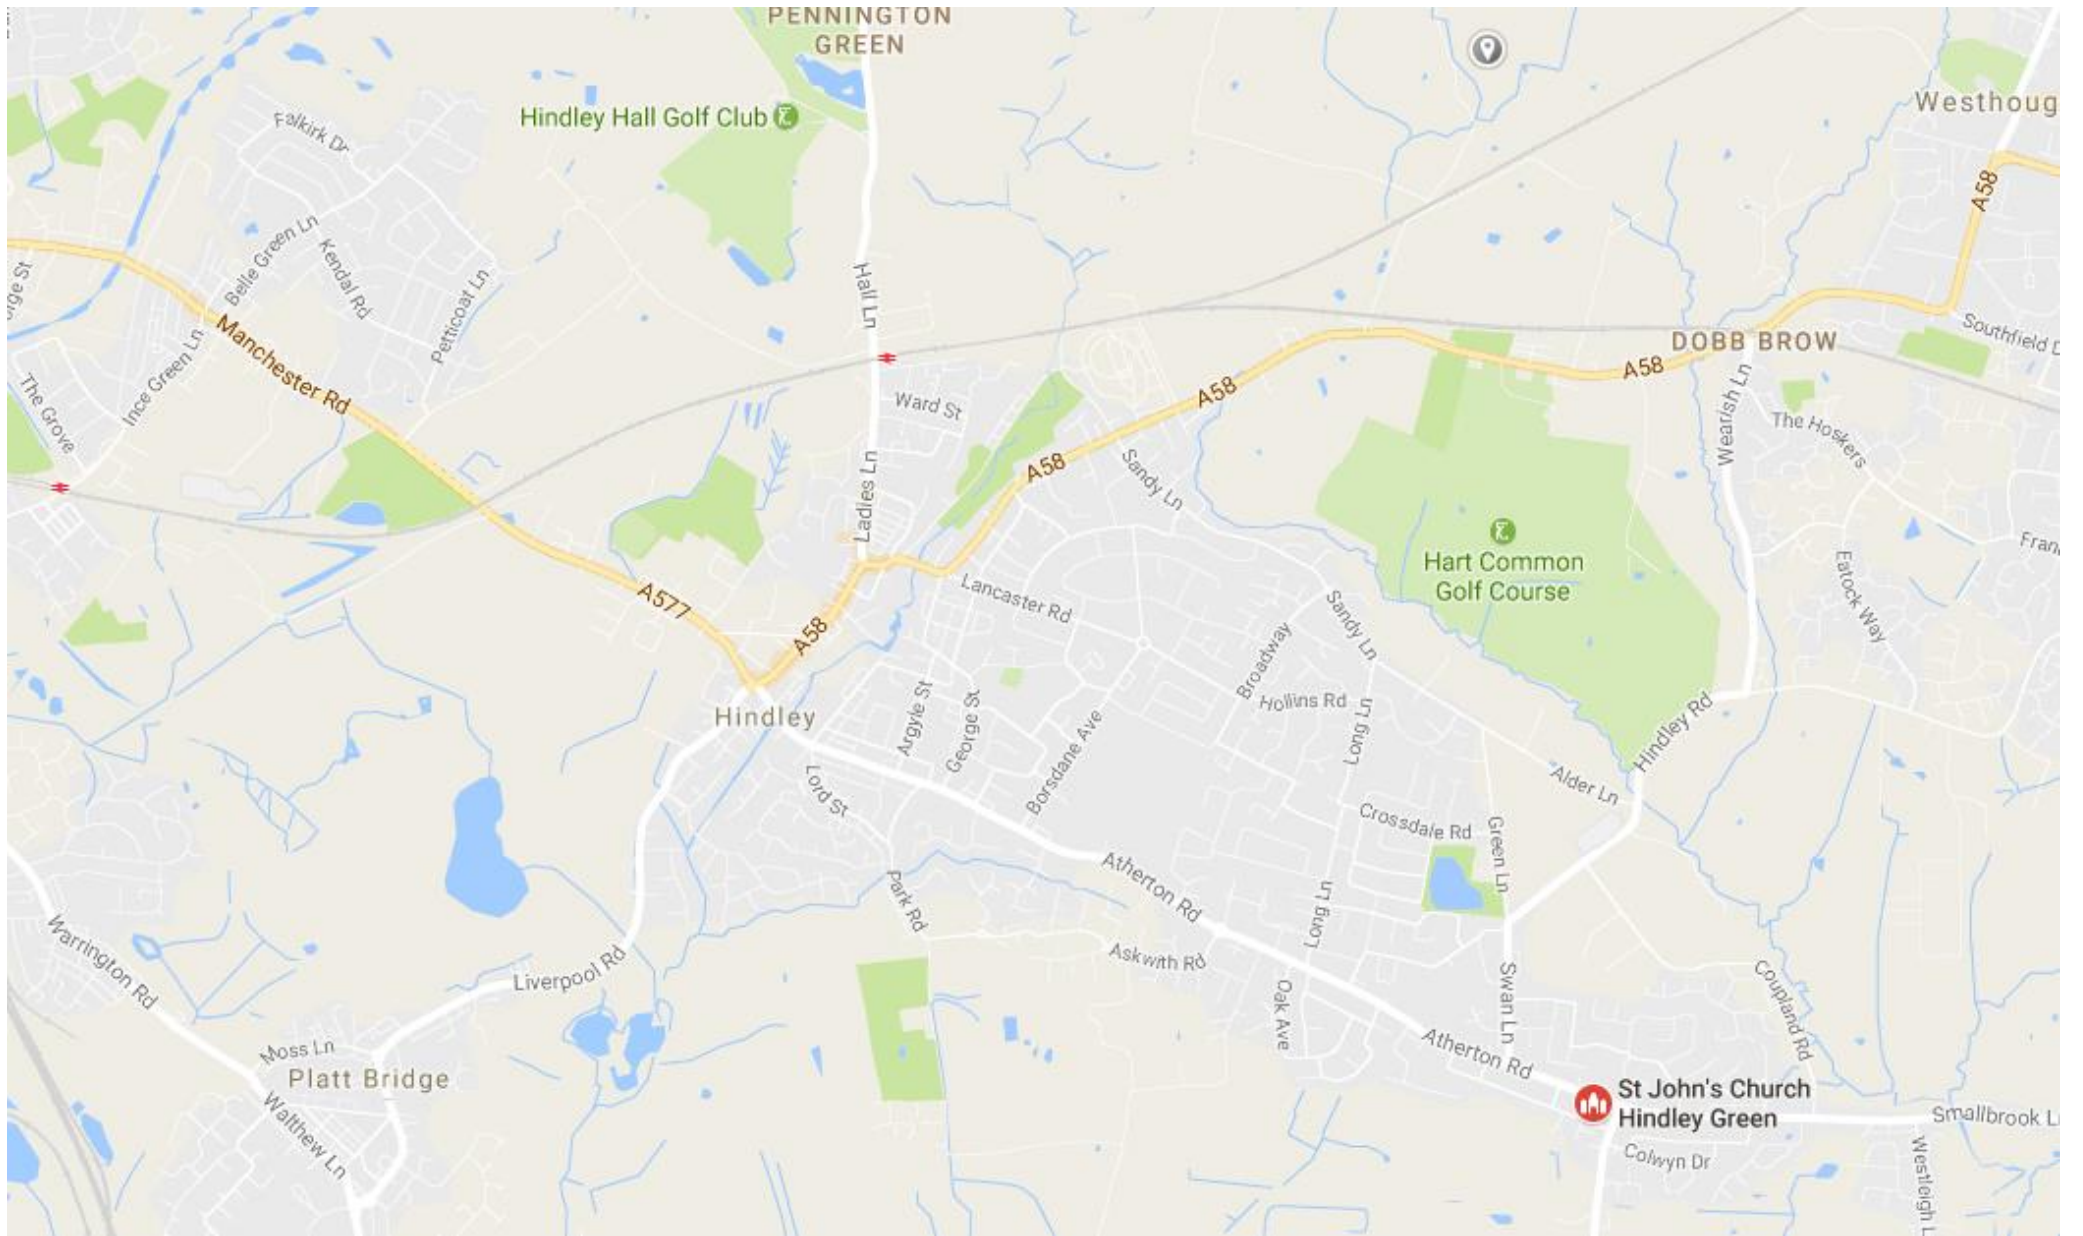 PENNINGTON
GREEN
Hindley Hall Golf Club
Westhoug
Falkirk Dr
A58
Belle Green Ln
Kendal Rd
Petticoat Ln
Hall Ln
Manchester Rd
Ince Green Ln
The Grove
Southfield
DOBB BROW
A58
A58
Ward St
Wearish Ln
The Hoskers
A58
Sandy Ln
Ladies Ln
Hart Common
Golf Course
Eatock Way
A577
Lancaster Rd
A58
Sandy Ln
Broadway
Hollins Rd
Hindley
Argyle St
George St
Borsdane Ave
Long Ln
Hindley Rd
Alder Ln
Lord St
Crossdale Rd
Green Ln
Atherton Rd
Park Rd
Long Ln
Warrington Rd
Liverpool Rd
Askwith Rd
Oak Ave
Swan Ln
Coupland Rd
Moss Ln
Platt Bridge
Atherton Rd
Walthew Ln
St John's Church
Hindley Green
Smallbrook L
Colwyn Dr
Westleigh L